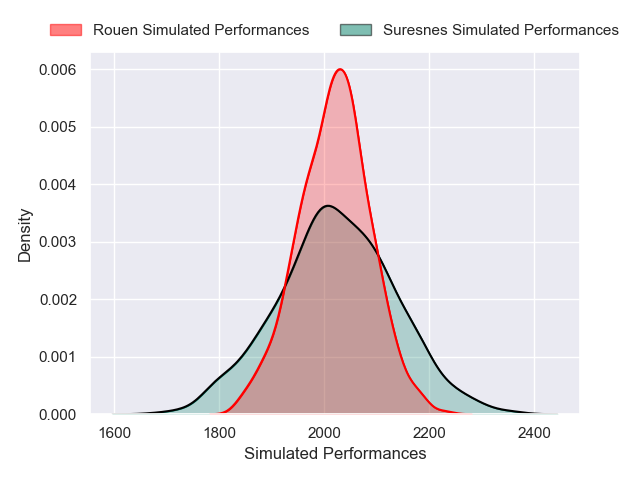 Rouen Simulated Performances Suresnes Simulated Performances
0.006
0.005
0.004
0.003
0.002
0.001
0.000
Density
1600 1800 2000 2200 2400
Simulated Performances